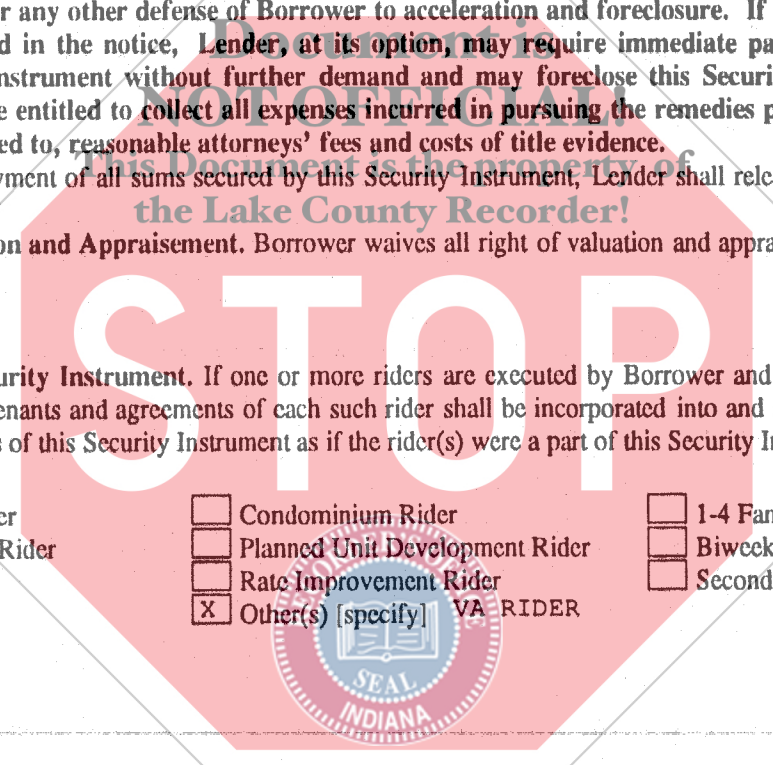 r any other defense of Borrower to acceleration and foreclosure. If
d in the notice, Lender, at its option, may require immediate pa
Document is
nstrument without further demand and may foreclose this Securi
NOT OFFICIAL!
e entitled to collect all expenses incurred in pursuing the remedies p
ed to, reasonable attorneys' fees and costs of title evidence.
This Document is the property of
yment of all sums secured by this Security Instrument, Lender shall rele
the Lake County Recorder!
on and Appraisement. Borrower waives all right of valuation and appra
STOP
urity Instrument. If one or more riders are executed by Borrower and
enants and agreements of each such rider shall be incorporated into and
s of this Security Instrument as if the rider(s) were a part of this Security In
er Condominium Rider 1-4 Fam
Rider Planned Unit Development Rider Biweek
Rate Improvement Rider Second
X Other(s) [specify] VA RIDER
SEAL
INDIANA